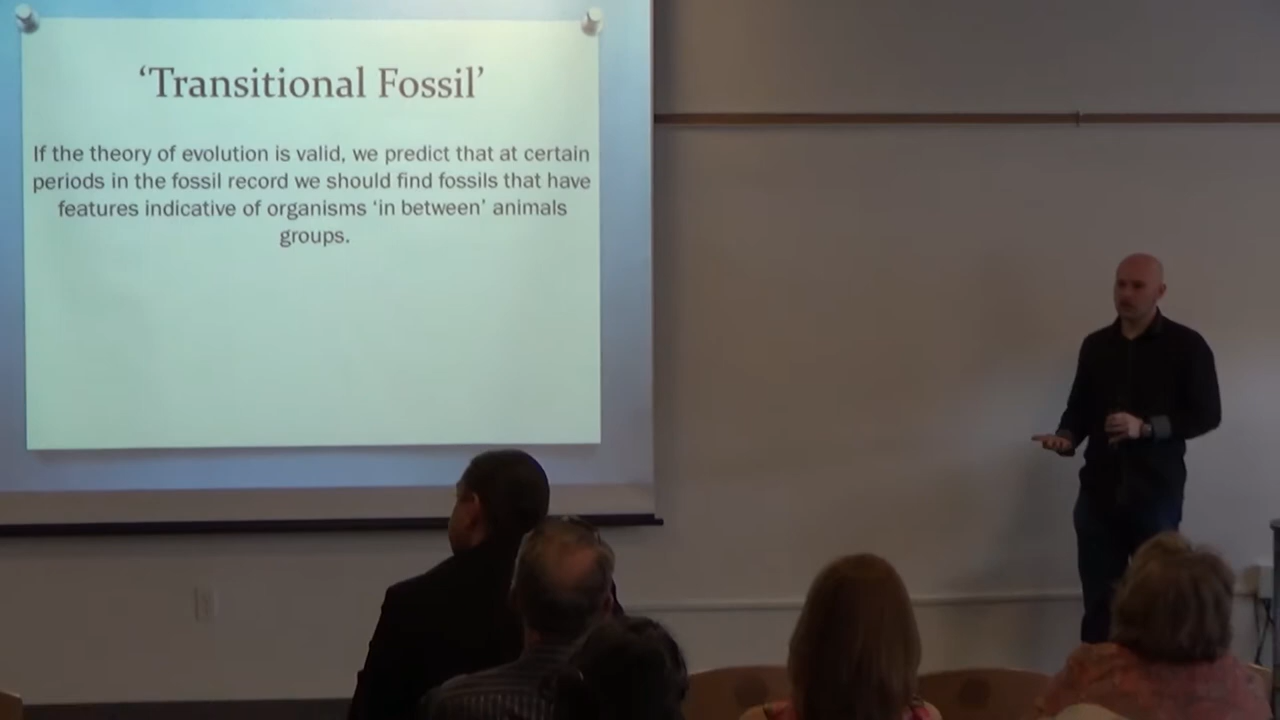 ‘Transitional Fossil’
If the theory of evolution is valid, we predict that at certain
periods in the fossil record we should find fossils that have
features indicative of organisms ‘in between’ animals
groups.